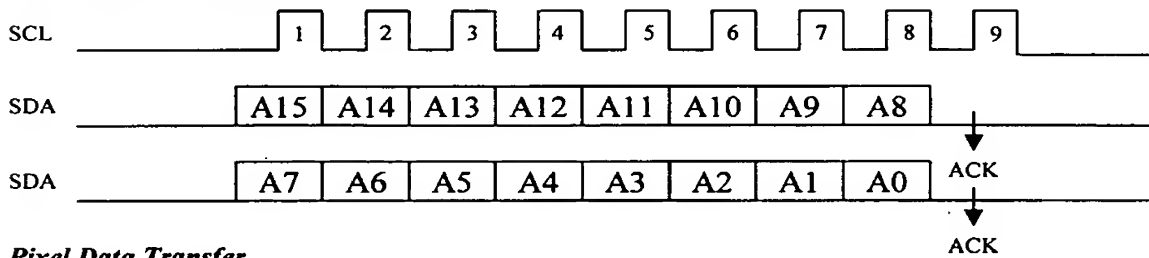 SCL 1 2 3 4 5 6 7 8 9
SDA A15 A14 A13 A12 A11 A10 A9 A8
ACK
SDA A7 A6 A5 A4 A3 A2 A1 A0
ACK
Pixel Data Transfer